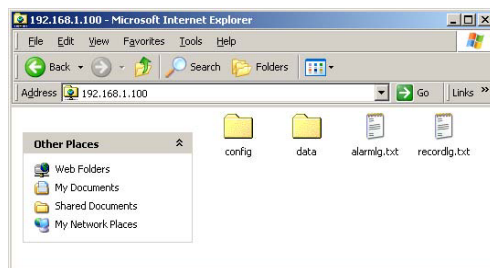 192.168.1.100 - Microsoft Internet Explorer
File Edit View Favorites Tools Help
Back Search Folders
Address 192.168.1.100 Go Links »
Other Places
Web Folders
My Documents
Shared Documents
My Network Places
config data alarmlg.txt recordlg.txt